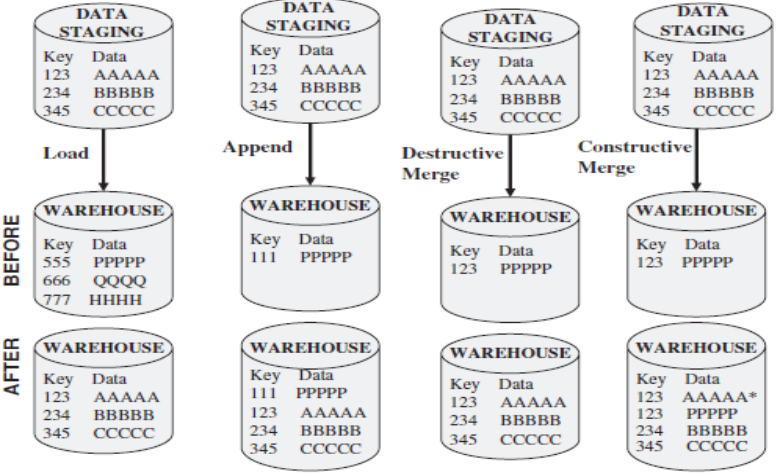 DATA
STAGING
Key Data
123 AAAAA
234 BBBBB
345 CCCCC
DATA
STAGING
Key Data
123 AAAAA
234 BBBBB
345 CCCCC
DATA
STAGING
Key Data
123 AAAAA
234 BBBBB
345 CCCCC
DATA
STAGING
Key Data
123 AAAAA
234 BBBBB
345 CCCCC
Load
Append
Destructive
Merge
Constructive
Merge
BEFORE
WAREHOUSE
Key Data
555 PPPPP
666 QQQQ
777 HHHH
WAREHOUSE
Key Data
111 PPPPP
WAREHOUSE
Key Data
123 PPPPP
WAREHOUSE
Key Data
123 PPPPP
AFTER
WAREHOUSE
Key Data
123 AAAAA
234 BBBBB
345 CCCCC
WAREHOUSE
Key Data
111 PPPPP
123 AAAAA
234 BBBBB
345 CCCCC
WAREHOUSE
Key Data
123 AAAAA
234 BBBBB
345 CCCCC
WAREHOUSE
Key Data
123 AAAAA*
123 PPPPP
234 BBBBB
345 CCCCC